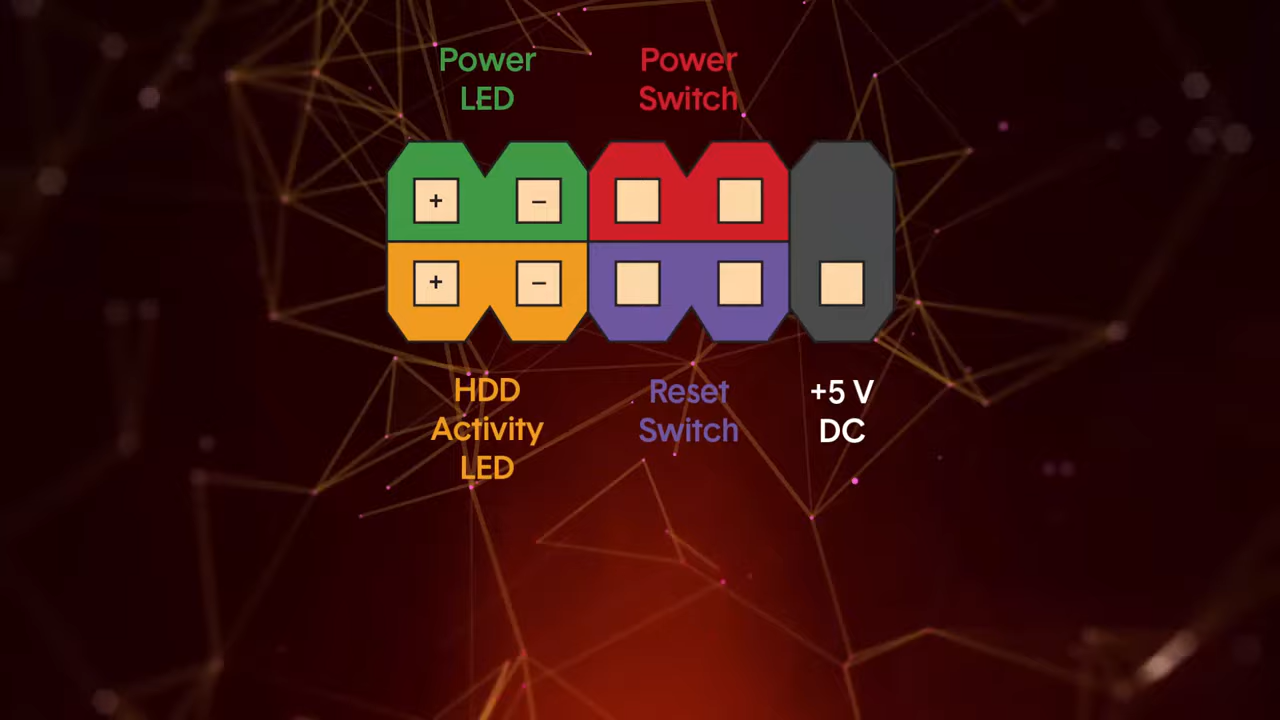 Power
LED
Power
Switch
+ –
+ –
HDD
Activity
LED
Reset
Switch
+5 V
DC